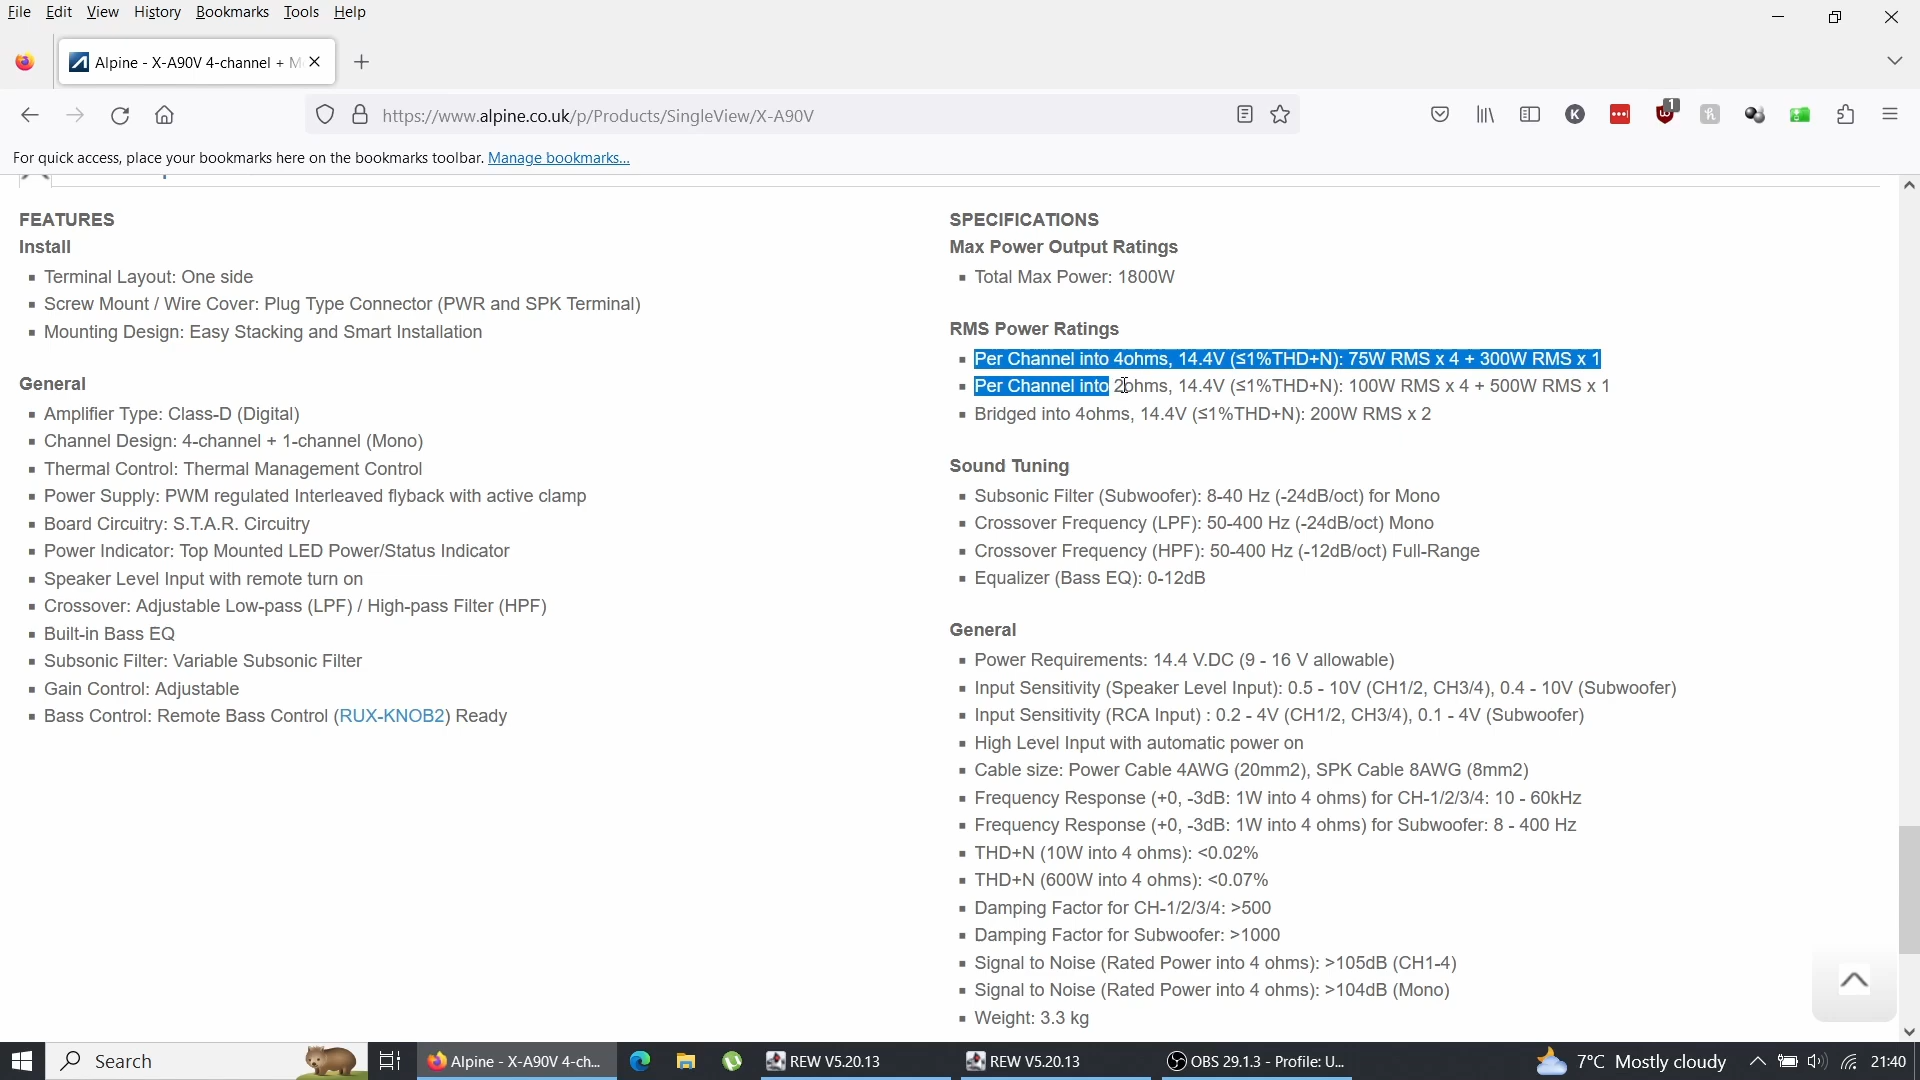 File Edit View History Bookmarks Tools Help
Alpine - X-A90V 4-channel + M
https://www.alpine.co.uk/p/Products/SingleView/X-A90V
1
For quick access, place your bookmarks here on the bookmarks toolbar. Manage bookmarks...
FEATURES
Install
Terminal Layout: One side
Screw Mount / Wire Cover: Plug Type Connector (PWR and SPK Terminal)
Mounting Design: Easy Stacking and Smart Installation
General
Amplifier Type: Class-D (Digital)
Channel Design: 4-channel + 1-channel (Mono)
Thermal Control: Thermal Management Control
Power Supply: PWM regulated Interleaved flyback with active clamp
Board Circuitry: S.T.A.R. Circuitry
Power Indicator: Top Mounted LED Power/Status Indicator
Speaker Level Input with remote turn on
Crossover: Adjustable Low-pass (LPF) / High-pass Filter (HPF)
Built-in Bass EQ
Subsonic Filter: Variable Subsonic Filter
Gain Control: Adjustable
Bass Control: Remote Bass Control (RUX-KNOB2) Ready
SPECIFICATIONS
Max Power Output Ratings
Total Max Power: 1800W
RMS Power Ratings
Per Channel into 4ohms, 14.4V (≤1%THD+N): 75W RMS x 4 + 300W RMS x 1
Per Channel into 2ohms, 14.4V (≤1%THD+N): 100W RMS x 4 + 500W RMS x 1
Bridged into 4ohms, 14.4V (≤1%THD+N): 200W RMS x 2
Sound Tuning
Subsonic Filter (Subwoofer): 8-40 Hz (-24dB/oct) for Mono
Crossover Frequency (LPF): 50-400 Hz (-24dB/oct) Mono
Crossover Frequency (HPF): 50-400 Hz (-12dB/oct) Full-Range
Equalizer (Bass EQ): 0-12dB
General
Power Requirements: 14.4 V.DC (9 - 16 V allowable)
Input Sensitivity (Speaker Level Input): 0.5 - 10V (CH1/2, CH3/4), 0.4 - 10V (Subwoofer)
Input Sensitivity (RCA Input) : 0.2 - 4V (CH1/2, CH3/4), 0.1 - 4V (Subwoofer)
High Level Input with automatic power on
Cable size: Power Cable 4AWG (20mm2), SPK Cable 8AWG (8mm2)
Frequency Response (+0, -3dB: 1W into 4 ohms) for CH-1/2/3/4: 10 - 60kHz
Frequency Response (+0, -3dB: 1W into 4 ohms) for Subwoofer: 8 - 400 Hz
THD+N (10W into 4 ohms): <0.02%
THD+N (600W into 4 ohms): <0.07%
Damping Factor for CH-1/2/3/4: >500
Damping Factor for Subwoofer: >1000
Signal to Noise (Rated Power into 4 ohms): >105dB (CH1-4)
Signal to Noise (Rated Power into 4 ohms): >104dB (Mono)
Weight: 3.3 kg
Search
Alpine - X-A90V 4-ch...
REW V5.20.13
REW V5.20.13
OBS 29.1.3 - Profile: U...
7°C Mostly cloudy
21:40